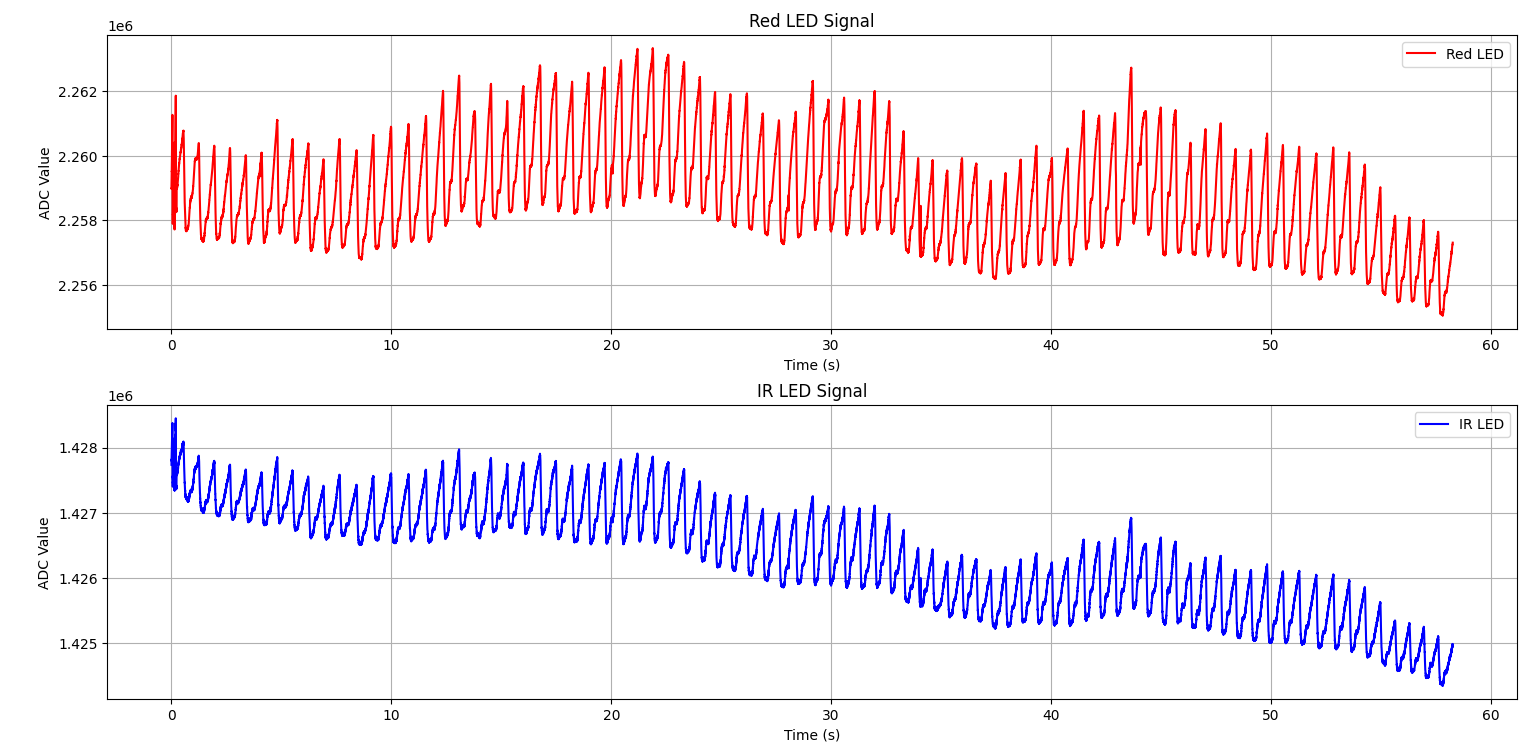 Red LED Signal
1e6
Red LED
2.262
2.260
2.258
2.256
ADC Value
0 10 20 30 40 50 60
Time (s)
IR LED Signal
1e6
IR LED
1.428
1.427
1.426
1.425
ADC Value
0 10 20 30 40 50 60
Time (s)